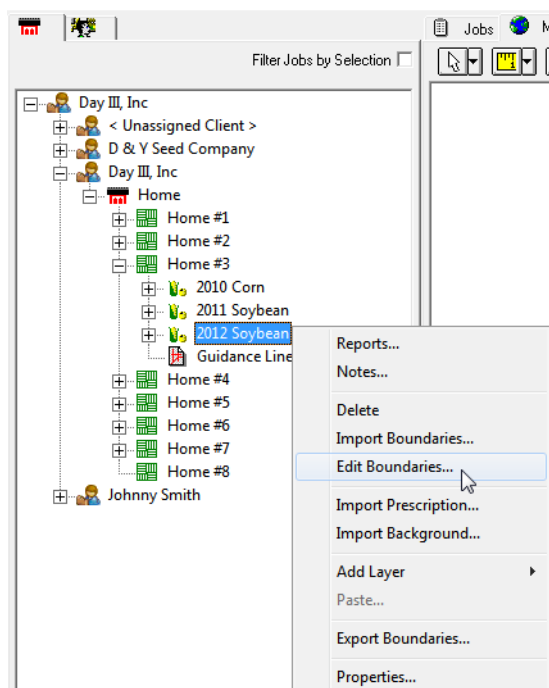 Jobs
Filter Jobs by Selection
Day III, Inc
< Unassigned Client >
D & Y Seed Company
Day III, Inc
Home
Home #1
Home #2
Home #3
2010 Corn
2011 Soybean
2012 Soybean
Guidance Line
Home #4
Home #5
Home #6
Home #7
Home #8
Johnny Smith
Reports...
Notes...
Delete
Import Boundaries...
Edit Boundaries...
Import Prescription...
Import Background...
Add Layer
Paste...
Export Boundaries...
Properties...